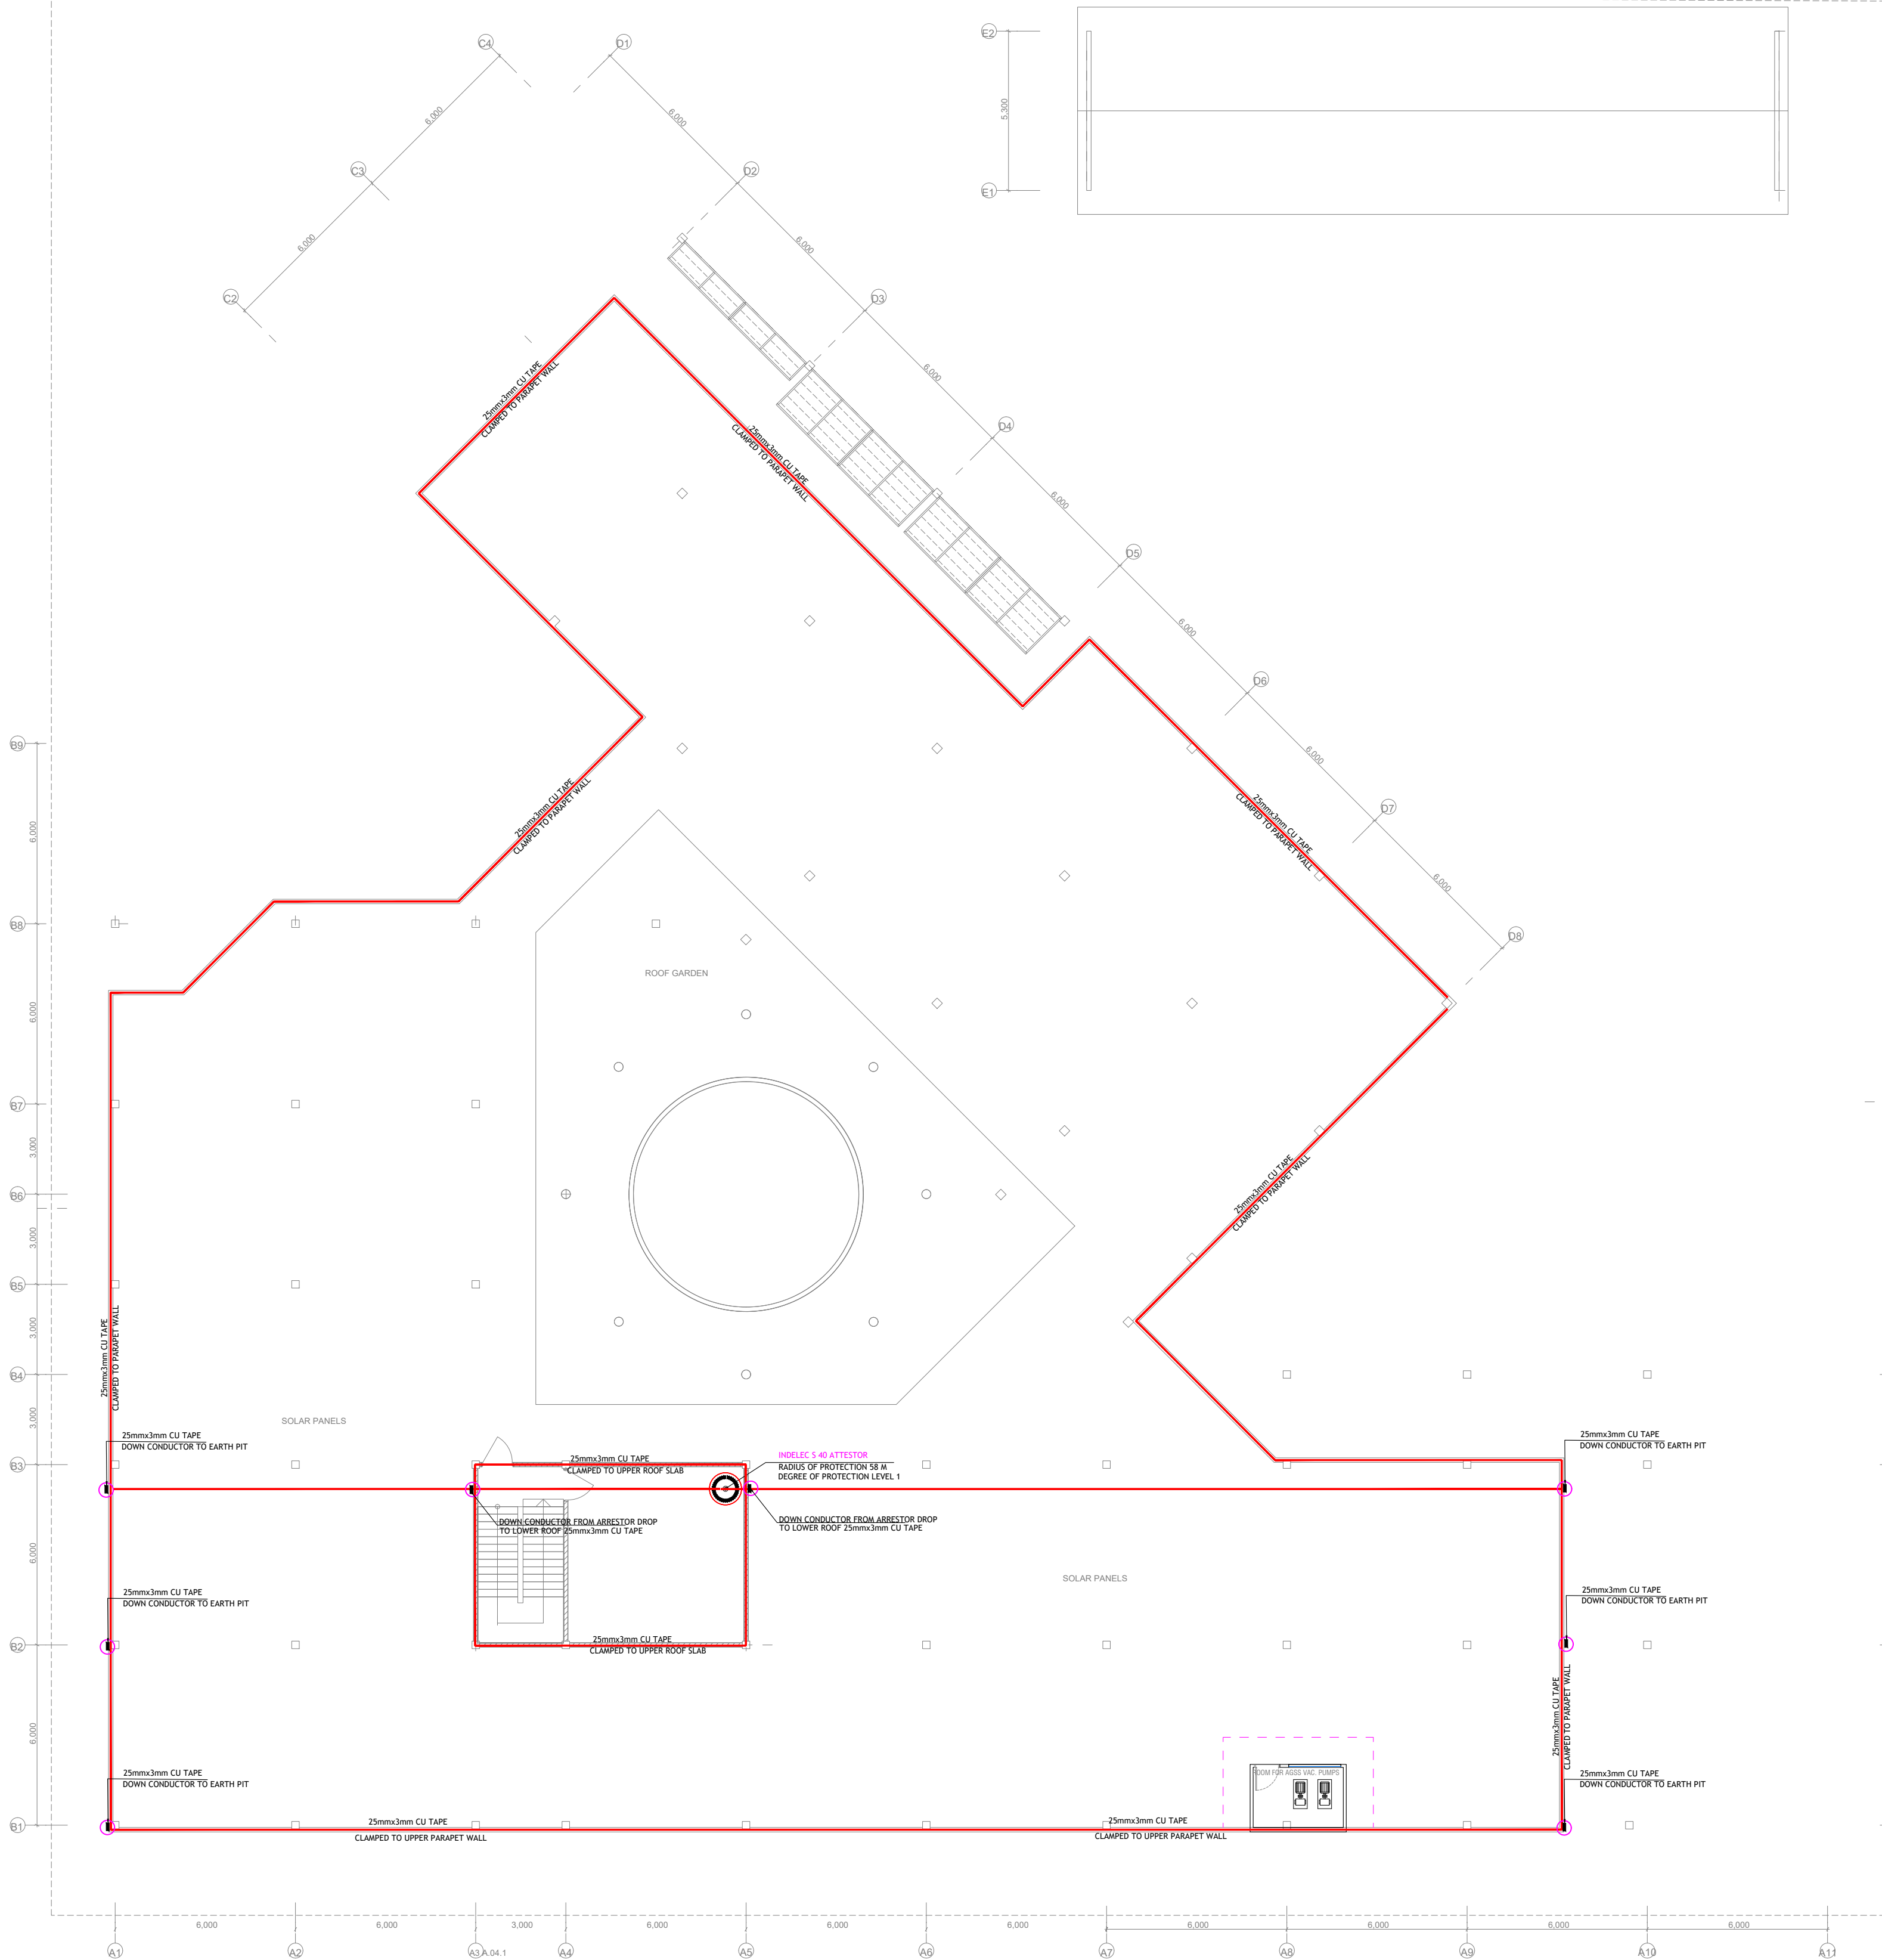 C4
D1
E2
6,000
6,000
5,300
C3
D2
E1
6,000
6,000
C2
D3
25mmx3mm CU TAPE
CLAMPED TO PARAPET WALL
6,000
25mmx3mm CU TAPE
CLAMPED TO PARAPET WALL
D4
6,000
D5
6,000
D6
B9
6,000
25mmx3mm CU TAPE
CLAMPED TO PARAPET WALL
25mmx3mm CU TAPE
CLAMPED TO PARAPET WALL
D7
6,000
6,000
B8
D8
ROOF GARDEN
6,000
B7
3,000
25mmx3mm CU TAPE
CLAMPED TO PARAPET WALL
B6
3,000
B5
3,000
25mmx3mm CU TAPE
CLAMPED TO PARAPET WALL
B4
3,000
SOLAR PANELS
25mmx3mm CU TAPE
DOWN CONDUCTOR TO EARTH PIT
25mmx3mm CU TAPE
DOWN CONDUCTOR TO EARTH PIT
INDELEC S 40 ATTESTOR
RADIUS OF PROTECTION 58 M
DEGREE OF PROTECTION LEVEL 1
25mmx3mm CU TAPE
CLAMPED TO UPPER ROOF SLAB
B3
DOWN CONDUCTOR FROM ARRESTOR DROP
TO LOWER ROOF 25mmx3mm CU TAPE
DOWN CONDUCTOR FROM ARRESTOR DROP
TO LOWER ROOF 25mmx3mm CU TAPE
6,000
SOLAR PANELS
25mmx3mm CU TAPE
DOWN CONDUCTOR TO EARTH PIT
25mmx3mm CU TAPE
DOWN CONDUCTOR TO EARTH PIT
B2
25mmx3mm CU TAPE
CLAMPED TO UPPER ROOF SLAB
25mmx3mm CU TAPE
CLAMPED TO PARAPET WALL
6,000
25mmx3mm CU TAPE
DOWN CONDUCTOR TO EARTH PIT
ROOM FOR AGSS VAC. PUMPS
25mmx3mm CU TAPE
DOWN CONDUCTOR TO EARTH PIT
B1
25mmx3mm CU TAPE
CLAMPED TO UPPER PARAPET WALL
25mmx3mm CU TAPE
CLAMPED TO UPPER PARAPET WALL
6,000 6,000 3,000 6,000 6,000 6,000 6,000 6,000 6,000 6,000
A1 A2 A3 A.04.1 A4 A5 A6 A7 A8 A9 A10 A11